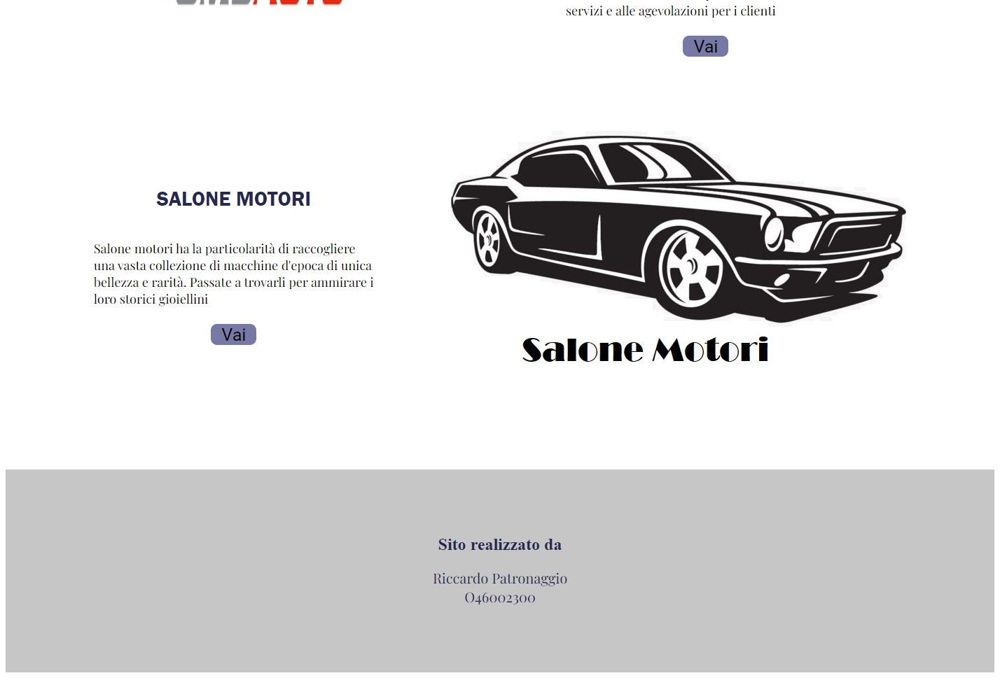 servizi e alle agevolazioni per i clienti
Vai
SALONE MOTORI
Salone motori ha la particolarità di raccogliere
una vasta collezione di macchine d'epoca di unica
bellezza e rarità. Passate a trovarli per ammirare i
loro storici gioiellini
Vai
Salone Motori
Sito realizzato da
Riccardo Patronaggio
O46002300